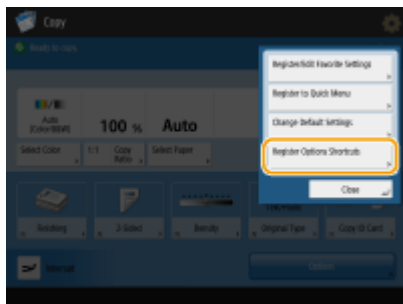 Copy
Ready to copy.
Register/Edit Favorite Settings
Register to Quick Menu
Change Default Settings
Register Options Shortcuts
Close
Auto
(Color/B&W)
100 % Auto
Select Color
1:1 Copy Ratio
Select Paper
Finishing
2-Sided
Density
Original Type
Copy ID Card
Interrupt
Options